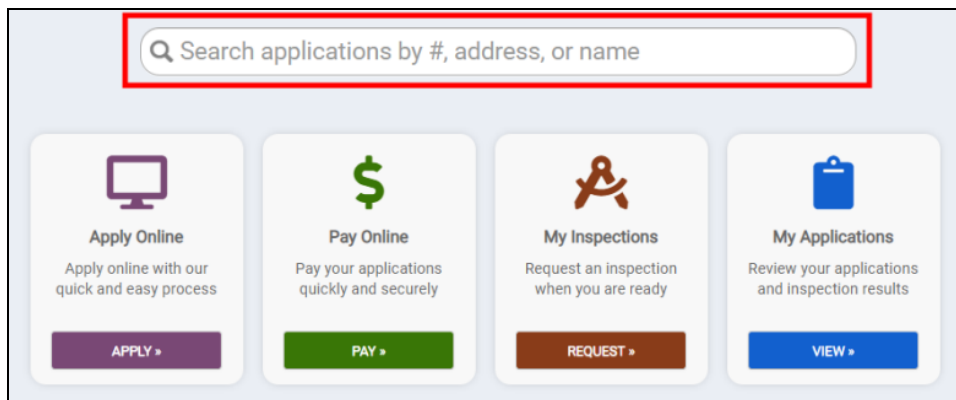 Search applications by #, address, or name
Apply Online
Apply online with our
quick and easy process
APPLY »
Pay Online
Pay your applications
quickly and securely
PAY »
My Inspections
Request an inspection
when you are ready
REQUEST »
My Applications
Review your applications
and inspection results
VIEW »